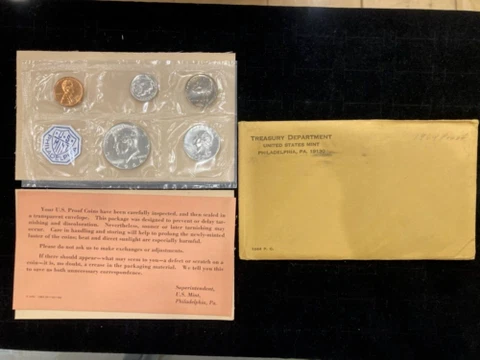 Your U.S. Proof Coins have been carefully inspected, and then sealed in
a transparent envelope. This package was designed to prevent or delay tar-
nishing and discoloration. Nevertheless, sooner or later tarnishing may
occur. Care in handling and storing will help to prolong the newly-minted
lustre of the coins; heat and direct sunlight are especially harmful.
Please do not ask us to make exchanges or adjustments.
If there should appear—what may seem to you—a defect or scratch on a
coin it is, no doubt, a crease in the packaging material. We tell you this
to save us both unnecessary correspondence.
Superintendent,
U.S. Mint,
Philadelphia, Pa.
TREASURY DEPARTMENT
UNITED STATES MINT
PHILADELPHIA, PA. 19130
1964 Proof
1964 P. C.